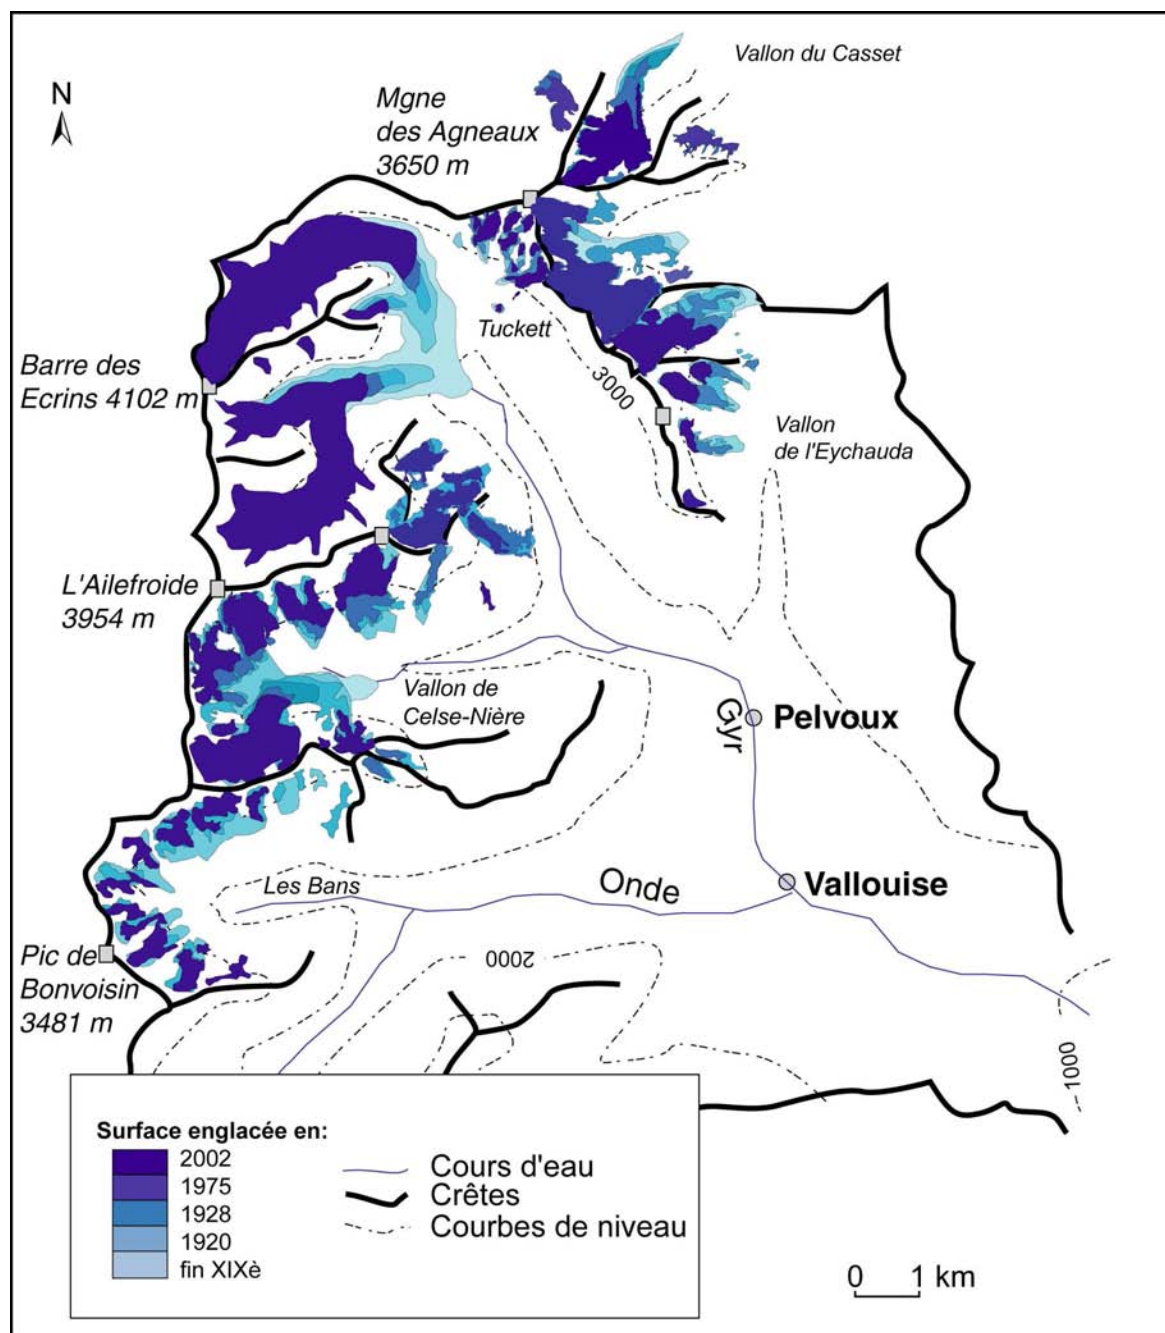 Vallon du Casset
N
Mgne
des Agneaux
3650 m
Tuckett
Barre des
Ecrins 4102 m
3000
Vallon
de l'Eychauda
L'Ailefroide
3954 m
Vallon de
Celse-Nière
Gyr
Pelvoux
Les Bans
Onde
Vallouise
Pic de
Bonvoisin
3481 m
2000
1000
Surface englacée en:
2002
1975
1928
1920
fin XIXè
Cours d'eau
Crêtes
Courbes de niveau
0 1 km